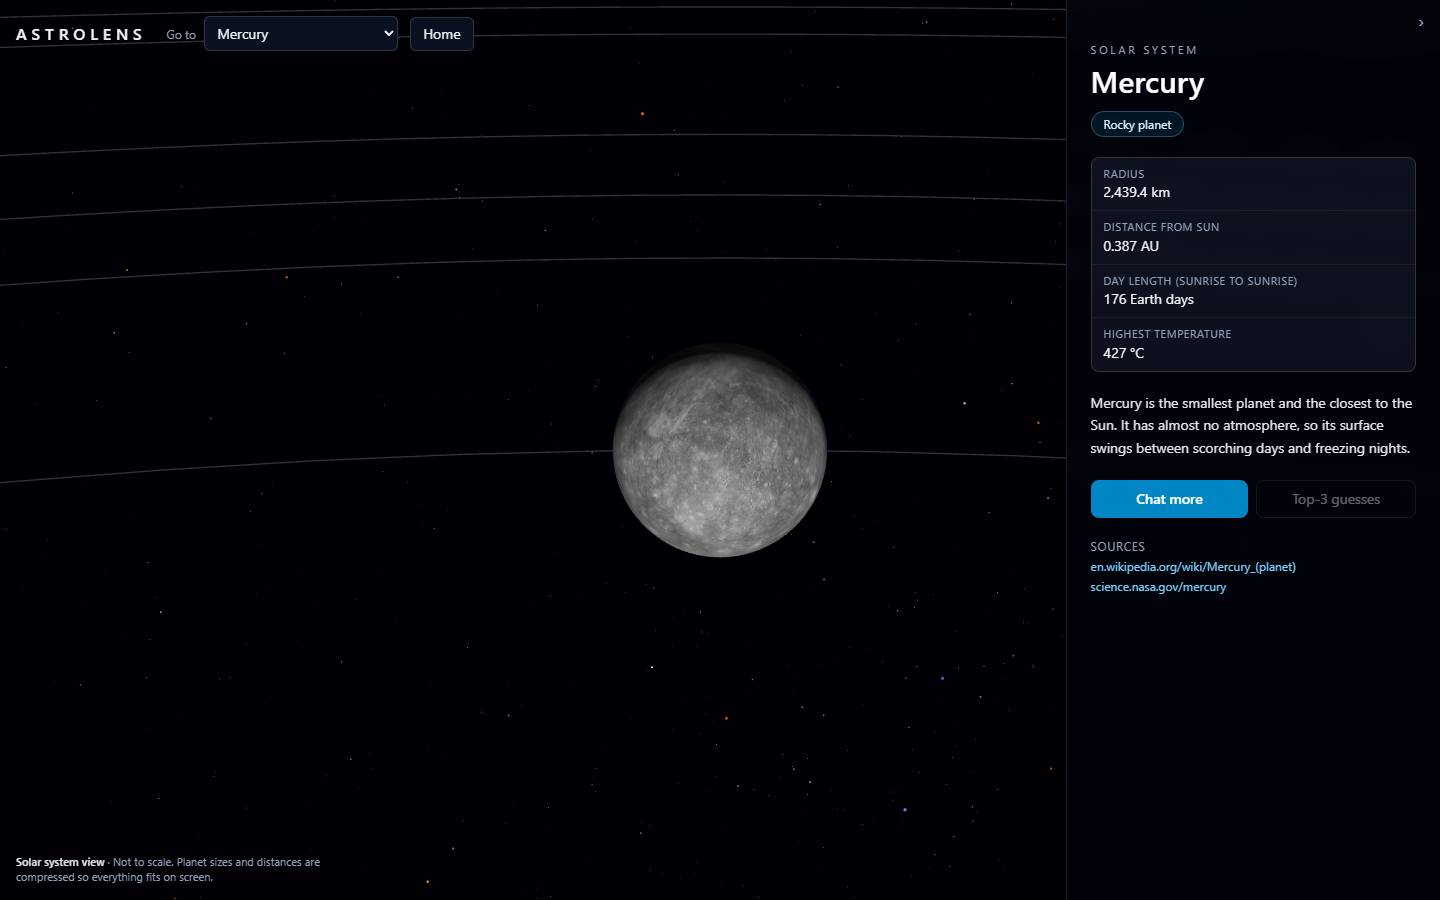 ASTROLENS Go to Mercury Home
›
SOLAR SYSTEM
Mercury
Rocky planet
RADIUS
2,439.4 km
DISTANCE FROM SUN
0.387 AU
DAY LENGTH (SUNRISE TO SUNRISE)
176 Earth days
HIGHEST TEMPERATURE
427 °C
Mercury is the smallest planet and the closest to the
Sun. It has almost no atmosphere, so its surface
swings between scorching days and freezing nights.
Chat more Top-3 guesses
SOURCES
en.wikipedia.org/wiki/Mercury_(planet)
science.nasa.gov/mercury
Solar system view · Not to scale. Planet sizes and distances are
compressed so everything fits on screen.